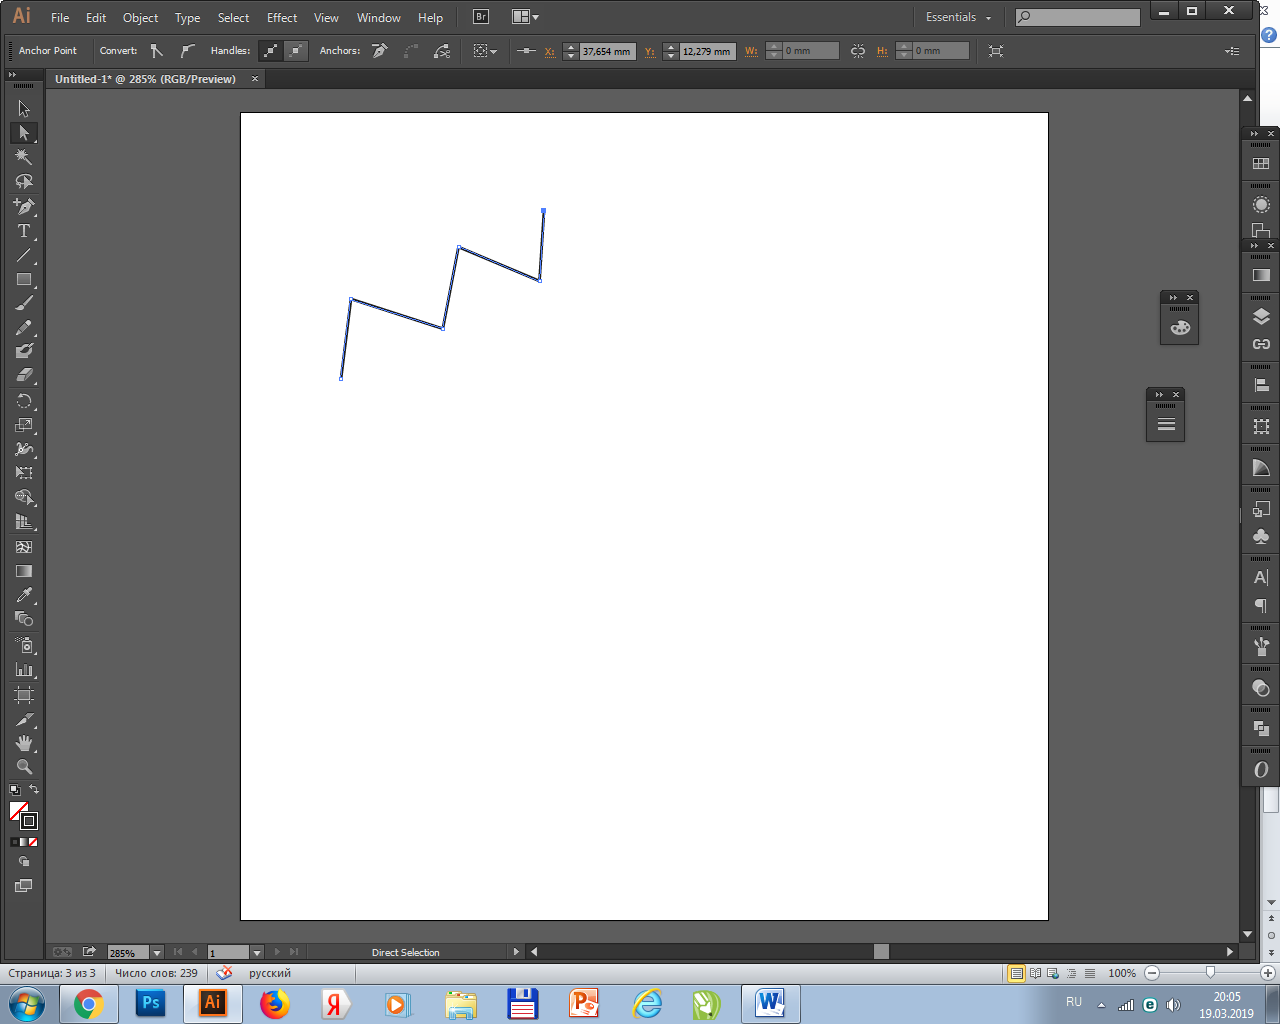 Ai File Edit Object Type Select Effect View Window Help Br Essentials
Anchor Point Convert: Handles: Anchors: X: 37,654 mm Y: 12,279 mm W: 0 mm H: 0 mm
Untitled-1* @ 285% (RGB/Preview)
T
A
285% 1 Direct Selection
Страница: 3 из 3 Число слов: 239 русский 100%
Ps Ai Я P W RU 20:05
19.03.2019